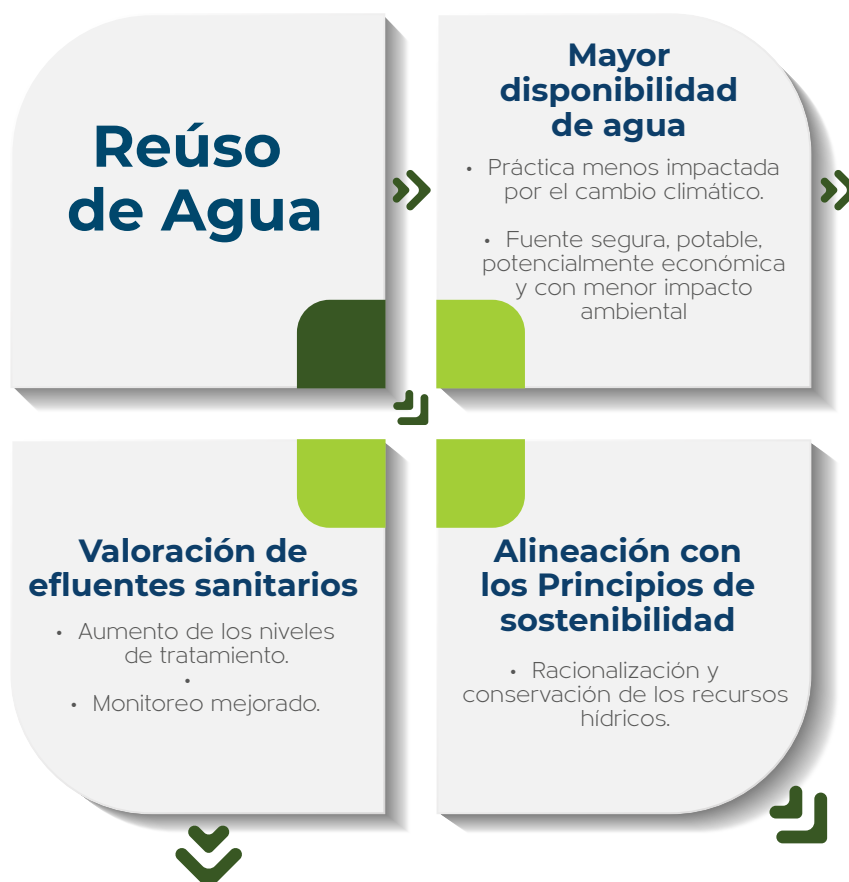 Reúso
de Agua
Mayor
disponibilidad
de agua
• Práctica menos impactada
por el cambio climático.
• Fuente segura, potable,
potencialmente económica
y con menor impacto
ambiental
Valoración de
efluentes sanitarios
• Aumento de los niveles
de tratamiento.
•
• Monitoreo mejorado.
Alineación con
los Principios de
sostenibilidad
• Racionalización y
conservación de los recursos
hídricos.